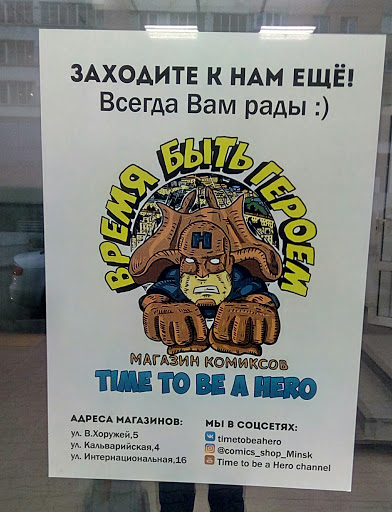 ЗАХОДИТЕ К НАМ ЕЩЁ!
Всегда Вам рады :)
ВРЕМЯ БЫТЬ ГЕРОЕМ
H
МАГАЗИН КОМИКСОВ
TIME TO BE A HERO
АДРЕСА МАГАЗИНОВ:
ул. В.Хоружей,5
ул. Кальварийская,4
ул. Интернациональная,16
МЫ В СОЦСЕТЯХ:
timetobeahero
@comics_shop_Minsk
Time to be a Hero channel